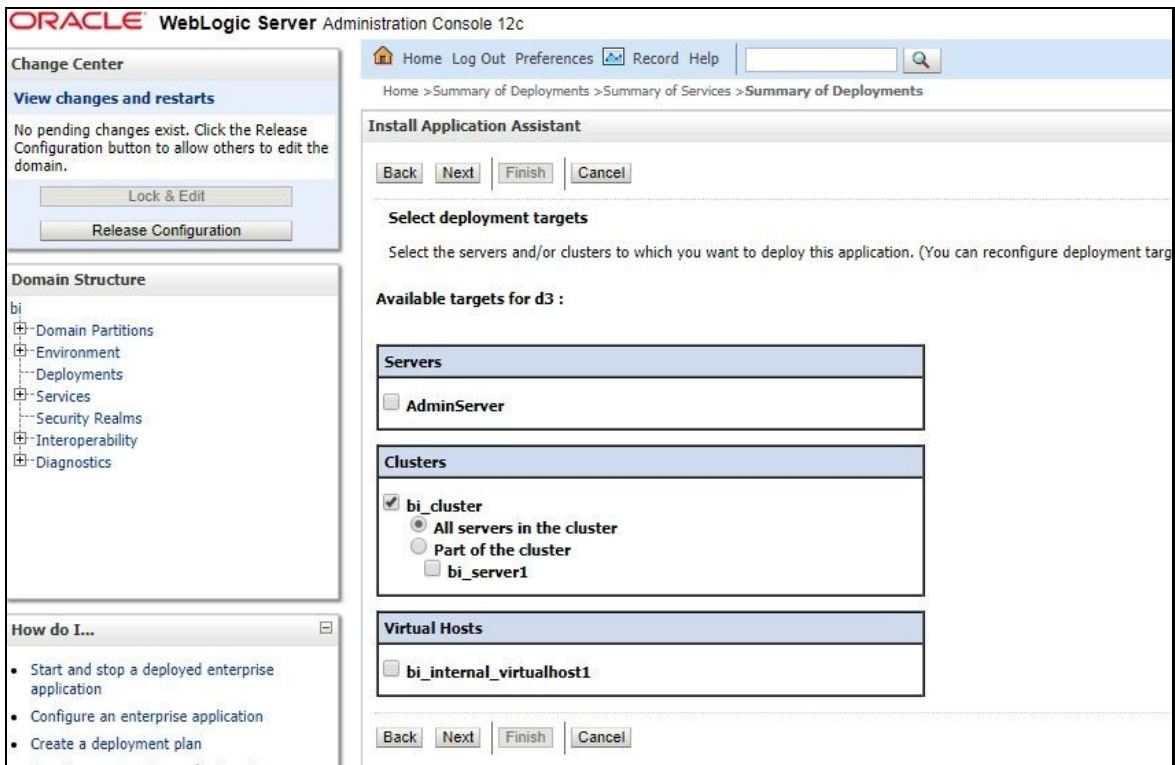 ORACLE WebLogic Server Administration Console 12c
Change Center
View changes and restarts
No pending changes exist. Click the Release
Configuration button to allow others to edit the
domain.
Lock & Edit
Release Configuration
Domain Structure
bi
Domain Partitions
Environment
Deployments
Services
Security Realms
Interoperability
Diagnostics
How do I...
Start and stop a deployed enterprise
application
Configure an enterprise application
Create a deployment plan
Home Log Out Preferences Record Help
Home >Summary of Deployments >Summary of Services >Summary of Deployments
Install Application Assistant
Back Next Finish Cancel
Select deployment targets
Select the servers and/or clusters to which you want to deploy this application. (You can reconfigure deployment targ
Available targets for d3 :
Servers
AdminServer
Clusters
bi_cluster
All servers in the cluster
Part of the cluster
bi_server1
Virtual Hosts
bi_internal_virtualhost1
Back Next Finish Cancel